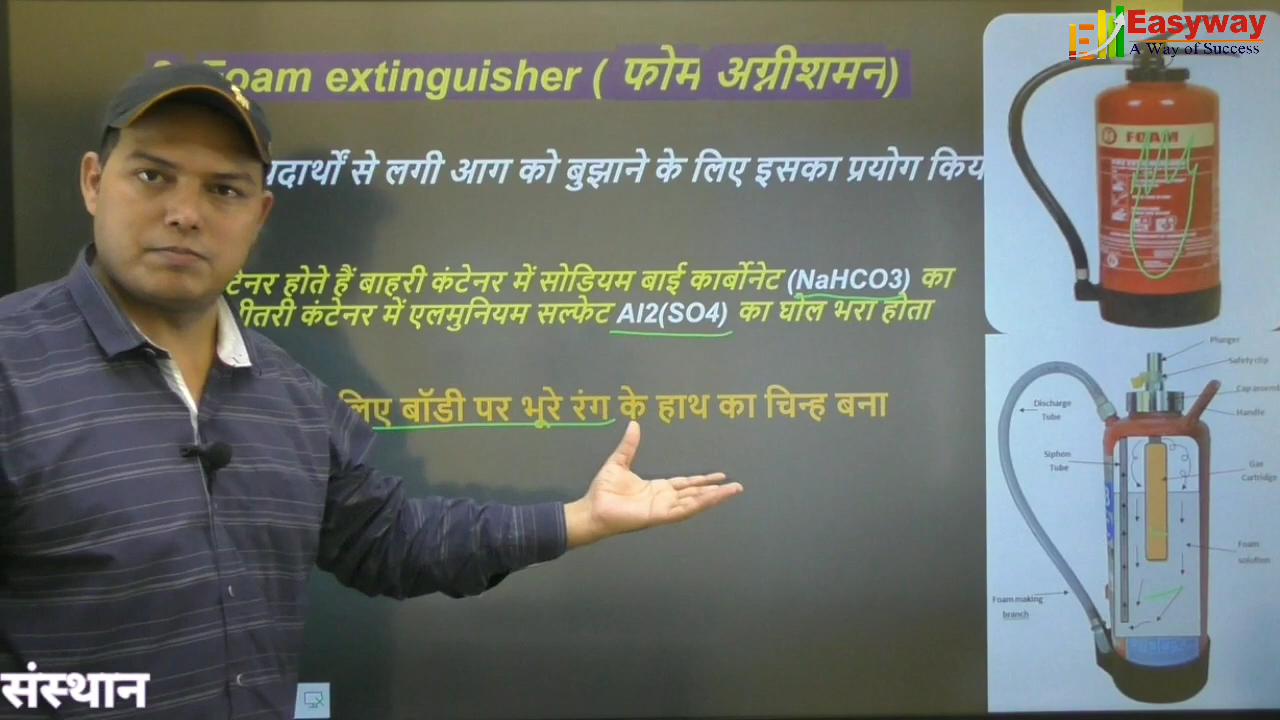 Easyway
A Way of Success
Foam extinguisher ( फोम अग्नीशमन)
पदार्थों से लगी आग को बुझाने के लिए इसका प्रयोग किय
FOAM
होते हैं बाहरी कंटेनर में सोडियम बाई कार्बोनेट (NaHCO3) का
कंटेनर में एलमुनियम सल्फेट Al2(SO4) का घोल भरा होता
लिए बॉडी पर भूरे रंग के हाथ का चिन्ह बना
Plunger
Safety clip
Discharge
Tube
Handle
Siphon
Tube
Gas
Cartridge
Foam
solution
Foam making
branch
संस्थान